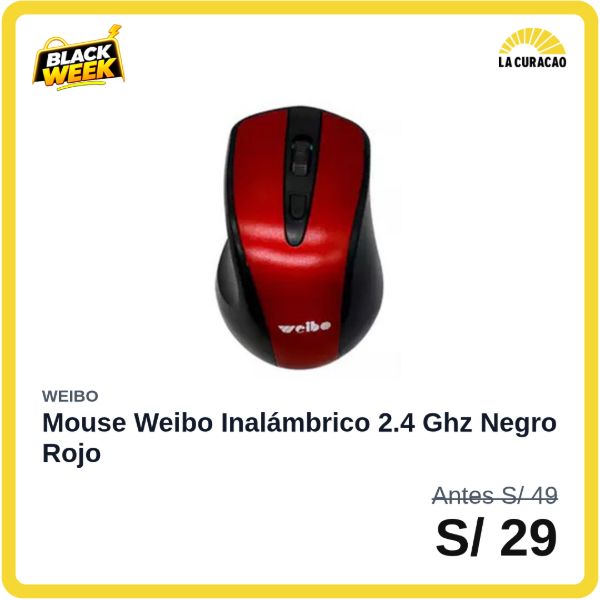 BLACK
WEEK
LA CURACAO
weibo
WEIBO
Mouse Weibo Inalámbrico 2.4 Ghz Negro
Rojo
Antes S/ 49
S/ 29